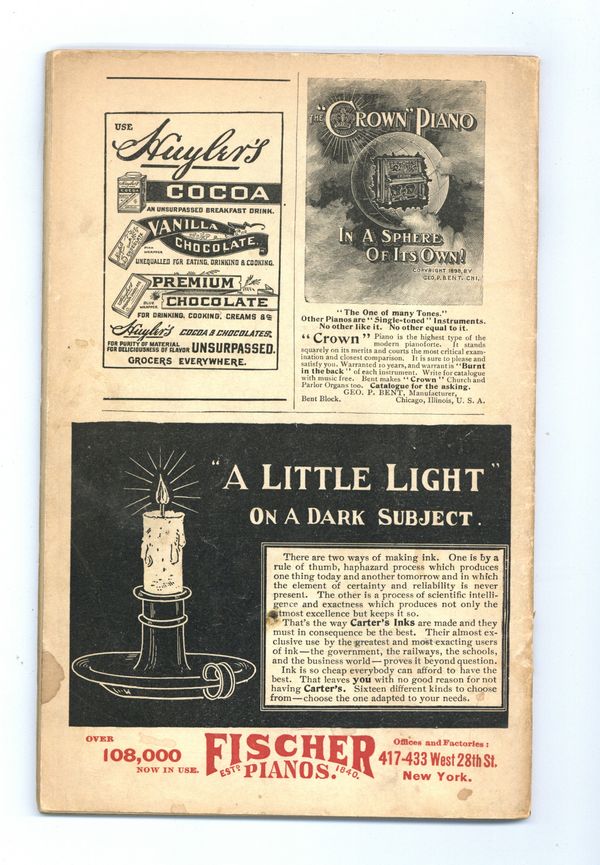 USE
Huyler's
COCOA
AN UNSURPASSED BREAKFAST DRINK.
VANILLA
CHOCOLATE.
PINK WRAPPER
UNEQUALLED FOR EATING, DRINKING & COOKING.
PREMIUM
CHOCOLATE
BLUE WRAPPER
FOR DRINKING, COOKING, CREAMS &c
Huyler's COCOA & CHOCOLATES
FOR PURITY OF MATERIAL
FOR DELICIOUSNESS OF FLAVOR UNSURPASSED.
GROCERS EVERYWHERE.
THE "CROWN" PIANO
IN A SPHERE
OF ITS OWN!
COPYRIGHT 1898, BY
GEO. P. BENT. CHI.
"The One of many Tones."
Other Pianos are "Single-toned" Instruments.
No other like it. No other equal to it.
"Crown" Piano is the highest type of the
modern pianoforte. It stands
squarely on its merits and courts the most critical exam-
ination and closest comparison. It is sure to please and
satisfy you. Warranted 10 years, and warrant is "Burnt
in the back" of each instrument. Write for catalogue
with music free. Bent makes "Crown" Church and
Parlor Organs too. Catalogue for the asking.
GEO. P. BENT, Manufacturer,
Bent Block. Chicago, Illinois, U. S. A.
"A LITTLE LIGHT"
ON A DARK SUBJECT.
There are two ways of making ink. One is by a
rule of thumb, haphazard process which produces
one thing today and another tomorrow and in which
the element of certainty and reliability is never
present. The other is a process of scientific intelli-
gence and exactness which produces not only the
utmost excellence but keeps it so.
That's the way Carter's Inks are made and they
must in consequence be the best. Their almost ex-
clusive use by the greatest and most exacting users
of ink—the government, the railways, the schools,
and the business world—proves it beyond question.
Ink is so cheap everybody can afford to have the
best. That leaves you with no good reason for not
having Carter's. Sixteen different kinds to choose
from—choose the one adapted to your needs.
OVER
108,000
NOW IN USE.
FISCHER
ESTD PIANOS. 1840.
Offices and Factories:
417-433 West 28th St.
New York.